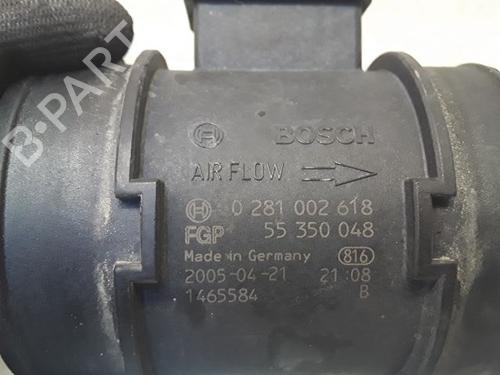 B-PARTS
BOSCH
AIR FLOW
0 281 002 618
FGP 55 350 048
Made in Germany 816
2005-04-21 21:08
1465584 B